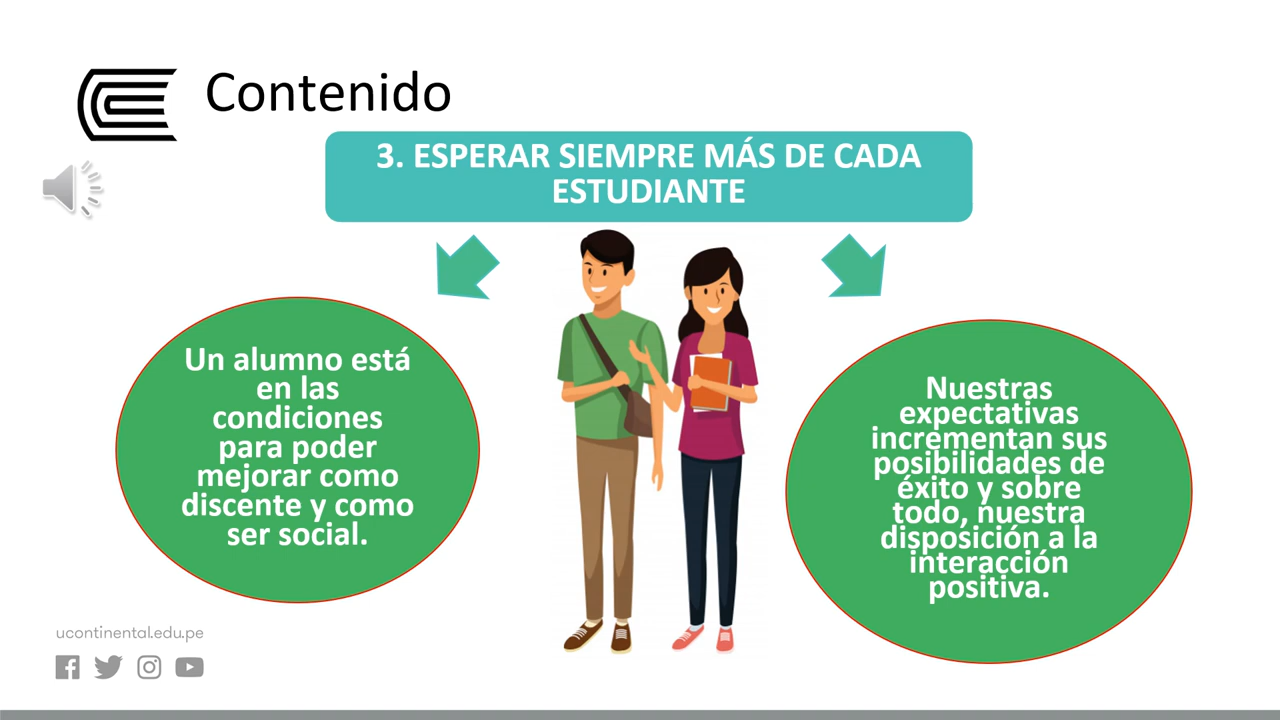 Contenido
3. ESPERAR SIEMPRE MÁS DE CADA
ESTUDIANTE
Un alumno está
en las
condiciones
para poder
mejorar como
discente y como
ser social.
Nuestras
expectativas
incrementan sus
posibilidades de
éxito y sobre
todo, nuestra
disposición a la
interacción
positiva.
ucontinental.edu.pe